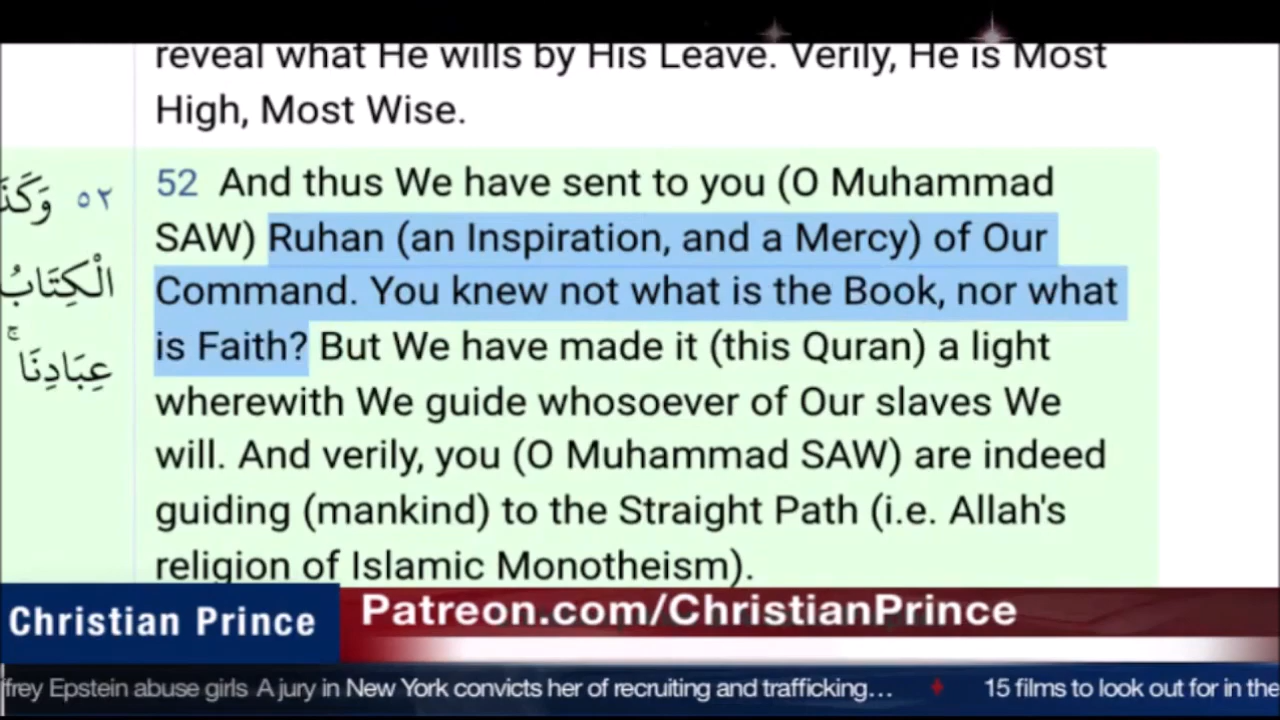 reveal what He wills by His Leave. Verily, He is Most
High, Most Wise.
52 And thus We have sent to you (O Muhammad
SAW) Ruhan (an Inspiration, and a Mercy) of Our
Command. You knew not what is the Book, nor what
is Faith? But We have made it (this Quran) a light
wherewith We guide whosoever of Our slaves We
will. And verily, you (O Muhammad SAW) are indeed
guiding (mankind) to the Straight Path (i.e. Allah's
religion of Islamic Monotheism).
٥٢
الْكِتَابُ
عِبَادِنَا ۚ
Christian Prince
Patreon.com/ChristianPrince
frey Epstein abuse girls A jury in New York convicts her of recruiting and trafficking… 15 films to look out for in the